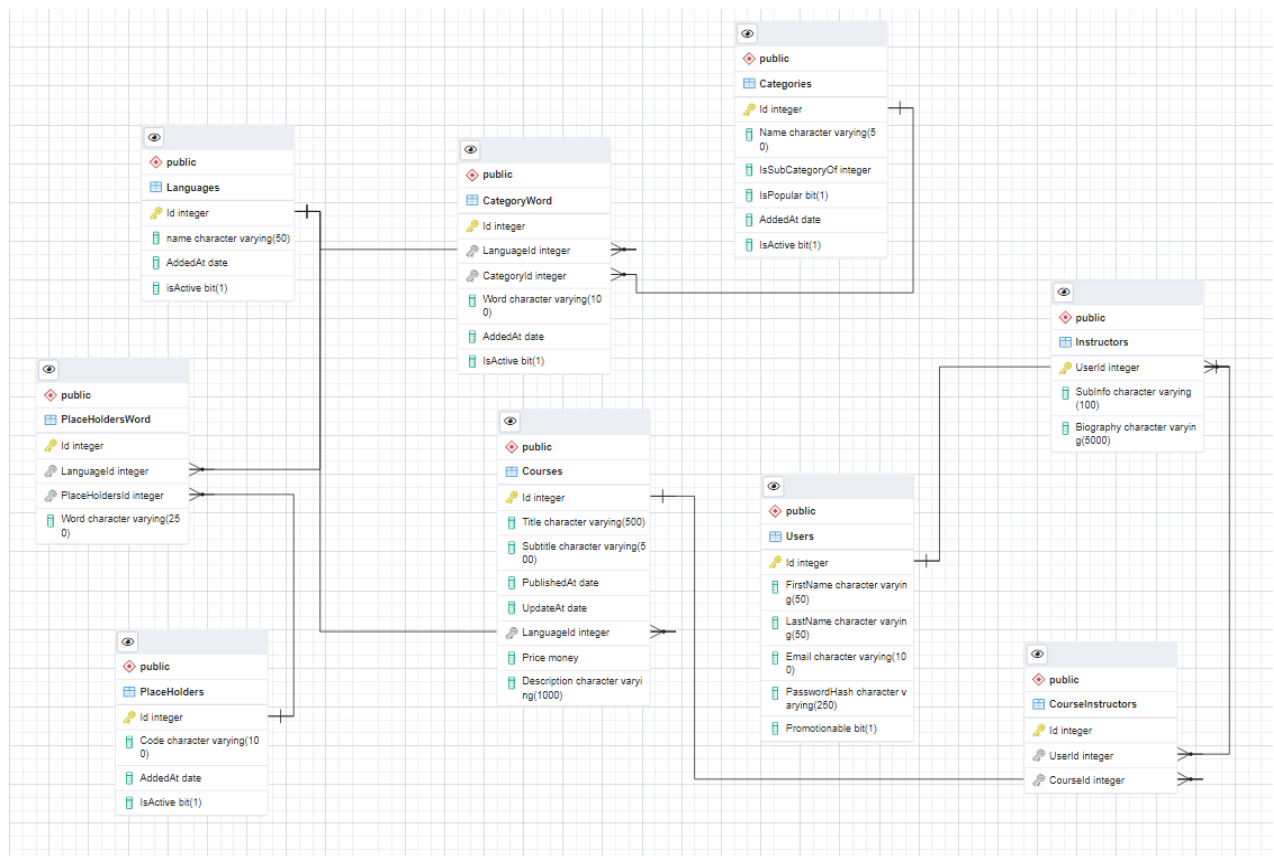 public
Categories
Id integer
Name character varying(5
0)
IsSubCategoryOf integer
IsPopular bit(1)
AddedAt date
IsActive bit(1)
public
Languages
Id integer
name character varying(50)
AddedAt date
isActive bit(1)
public
CategoryWord
Id integer
LanguageId integer
CategoryId integer
Word character varying(10
0)
AddedAt date
IsActive bit(1)
public
Instructors
UserId integer
SubInfo character varying
(100)
Biography character varyin
g(5000)
public
PlaceHoldersWord
Id integer
LanguageId integer
PlaceHoldersId integer
Word character varying(25
0)
public
Courses
Id integer
Title character varying(500)
Subtitle character varying(5
00)
PublishedAt date
UpdateAt date
LanguageId integer
Price money
Description character varyi
ng(1000)
public
Users
Id integer
FirstName character varyin
g(50)
LastName character varyin
g(50)
Email character varying(10
0)
PasswordHash character v
arying(250)
Promotionable bit(1)
public
PlaceHolders
Id integer
Code character varying(10
0)
AddedAt date
IsActive bit(1)
public
CourseInstructors
Id integer
UserId integer
CourseId integer